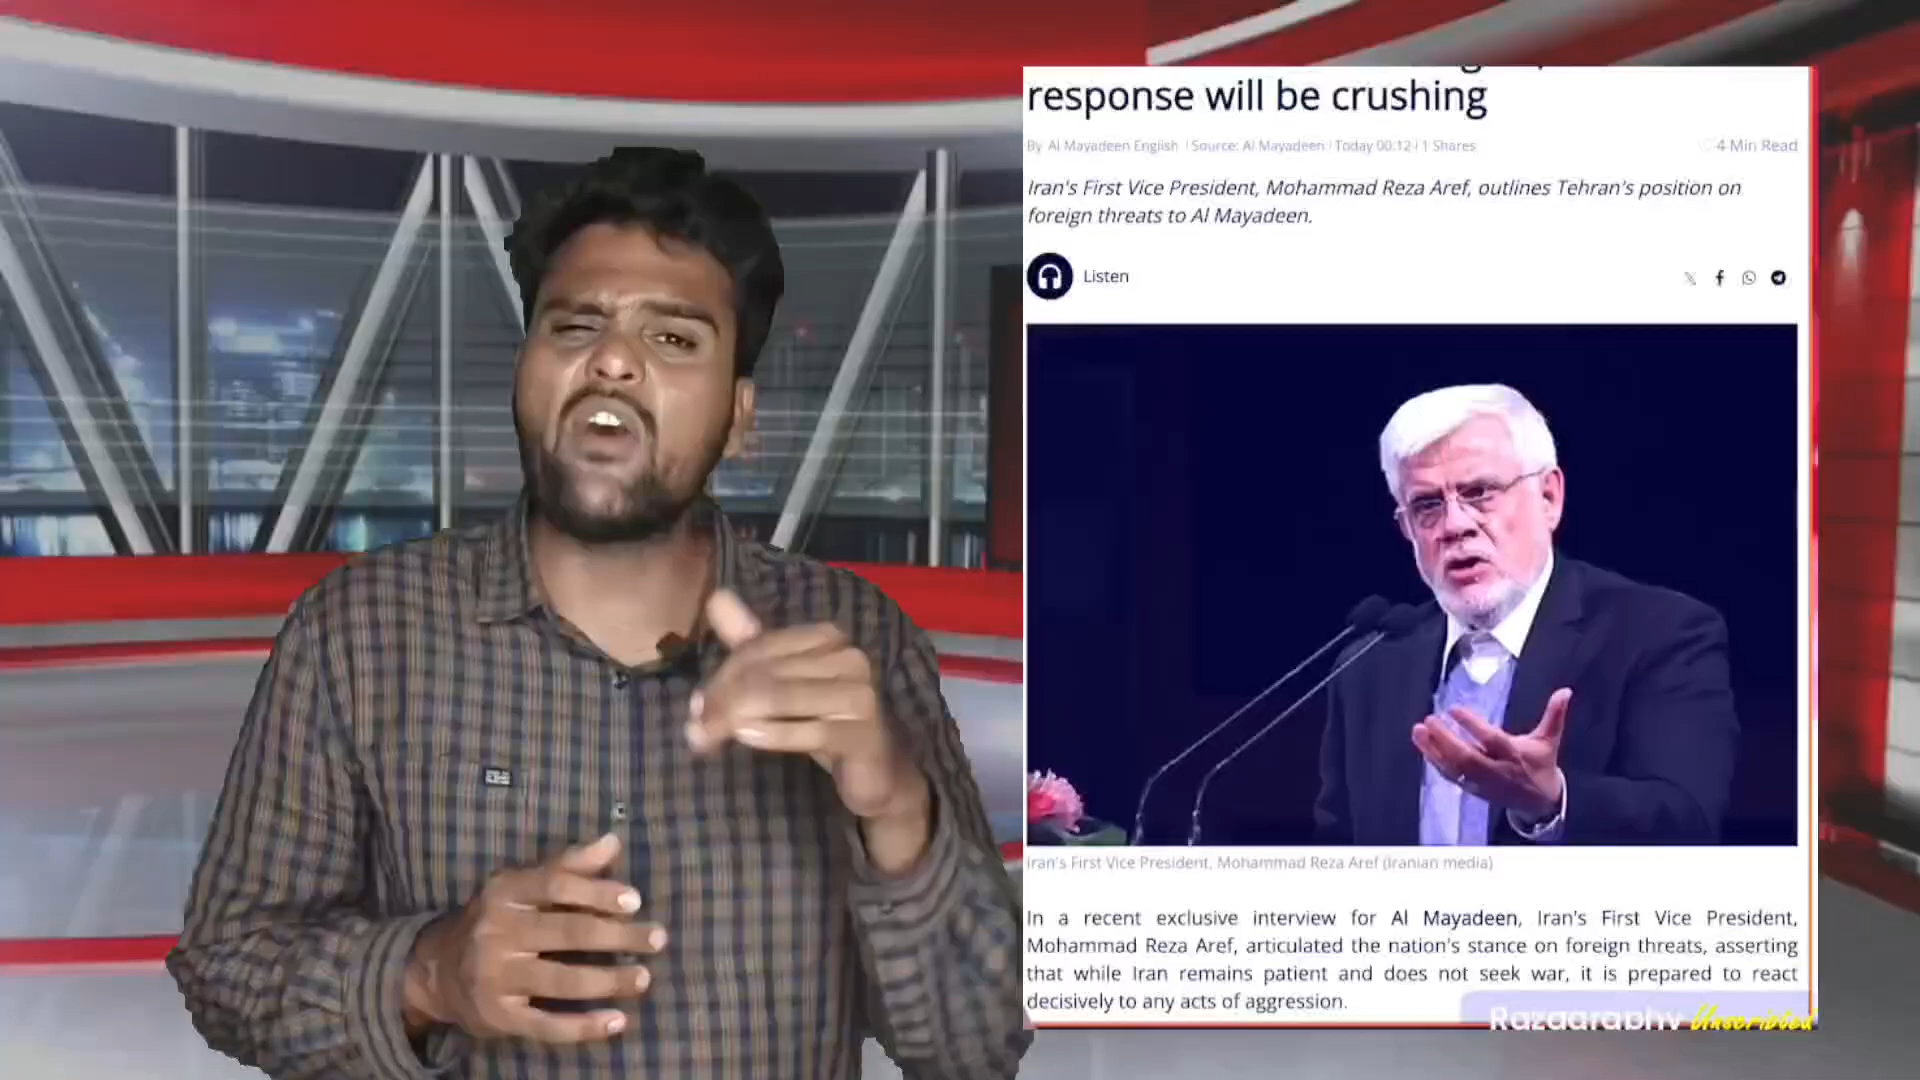 response will be crushing
By Al Mayadeen English | Source: Al Mayadeen | Today 00:12 | 1 Shares
4 Min Read
Iran's First Vice President, Mohammad Reza Aref, outlines Tehran's position on
foreign threats to Al Mayadeen.
Listen
Iran's First Vice President, Mohammad Reza Aref (Iranian media)
In a recent exclusive interview for Al Mayadeen, Iran's First Vice President,
Mohammad Reza Aref, articulated the nation's stance on foreign threats, asserting
that while Iran remains patient and does not seek war, it is prepared to react
decisively to any acts of aggression.
Razagraphy Unscripted